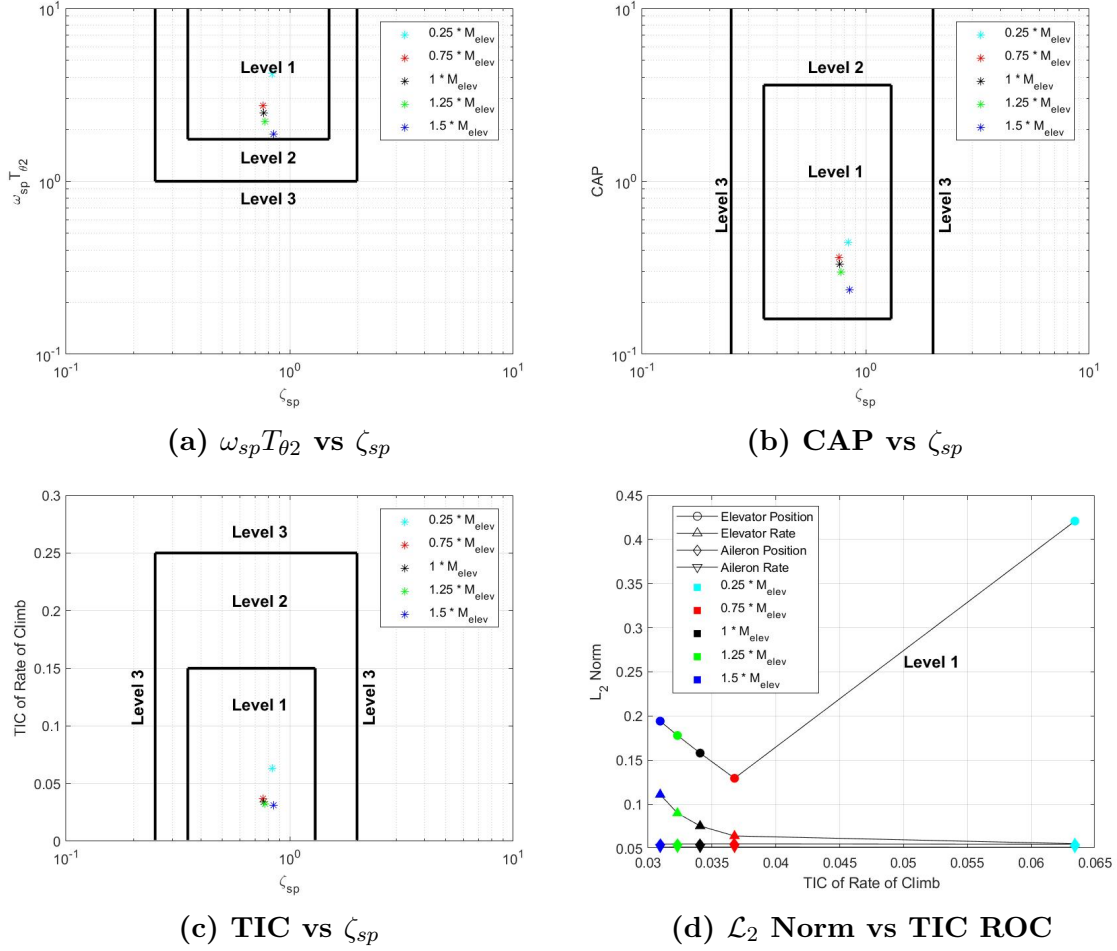 10^1
10^0
10^-1
10^-1
10^0
10^1
ω_sp T_θ2
ζ_sp
Level 1
Level 2
Level 3
0.25 * M_elev
0.75 * M_elev
1 * M_elev
1.25 * M_elev
1.5 * M_elev
(a) ω_sp T_θ2 vs ζ_sp
10^1
10^0
10^-1
10^-1
10^0
10^1
CAP
ζ_sp
Level 2
Level 1
Level 3
Level 3
0.25 * M_elev
0.75 * M_elev
1 * M_elev
1.25 * M_elev
1.5 * M_elev
(b) CAP vs ζ_sp
0.3
0.25
0.2
0.15
0.1
0.05
0
10^-1
10^0
10^1
TIC of Rate of Climb
ζ_sp
Level 3
Level 2
Level 1
Level 3
Level 3
0.25 * M_elev
0.75 * M_elev
1 * M_elev
1.25 * M_elev
1.5 * M_elev
(c) TIC vs ζ_sp
0.45
0.4
0.35
0.3
0.25
0.2
0.15
0.1
0.05
0.03
0.035
0.04
0.045
0.05
0.055
0.06
0.065
L_2 Norm
TIC of Rate of Climb
Elevator Position
Elevator Rate
Aileron Position
Aileron Rate
0.25 * M_elev
0.75 * M_elev
1 * M_elev
1.25 * M_elev
1.5 * M_elev
Level 1
(d) ℒ_2 Norm vs TIC ROC